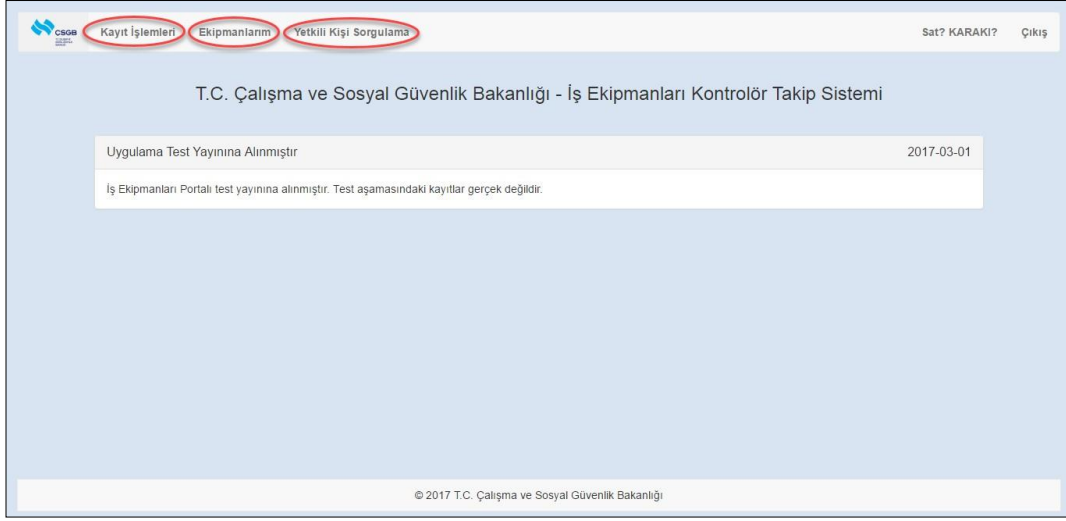 CSGB
Kayıt İşlemleri Ekipmanlarım Yetkili Kişi Sorgulama Sat? KARAKI? Çıkış
T.C. Çalışma ve Sosyal Güvenlik Bakanlığı - İş Ekipmanları Kontrolör Takip Sistemi
Uygulama Test Yayınına Alınmıştır 2017-03-01
İş Ekipmanları Portalı test yayınına alınmıştır. Test aşamasındaki kayıtlar gerçek değildir.
© 2017 T.C. Çalışma ve Sosyal Güvenlik Bakanlığı